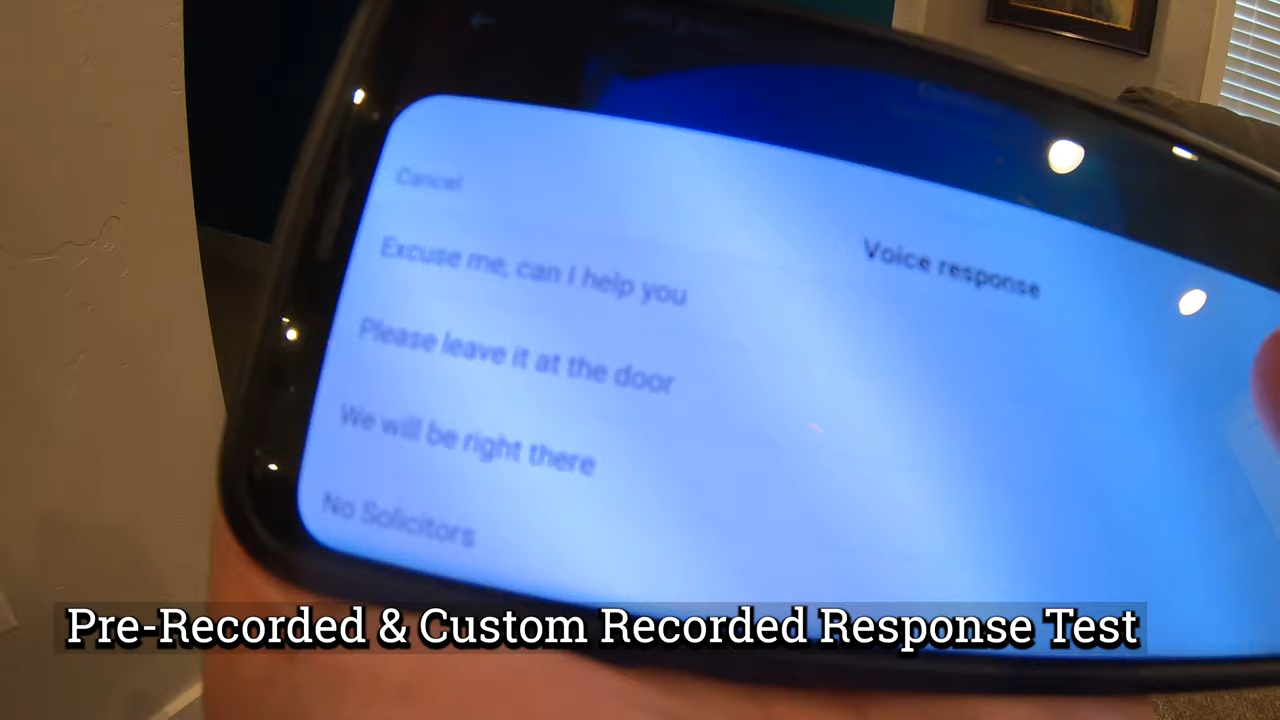 Cancel
Voice response
Excuse me, can I help you
Please leave it at the door
We will be right there
No Solicitors
Pre-Recorded & Custom Recorded Response Test